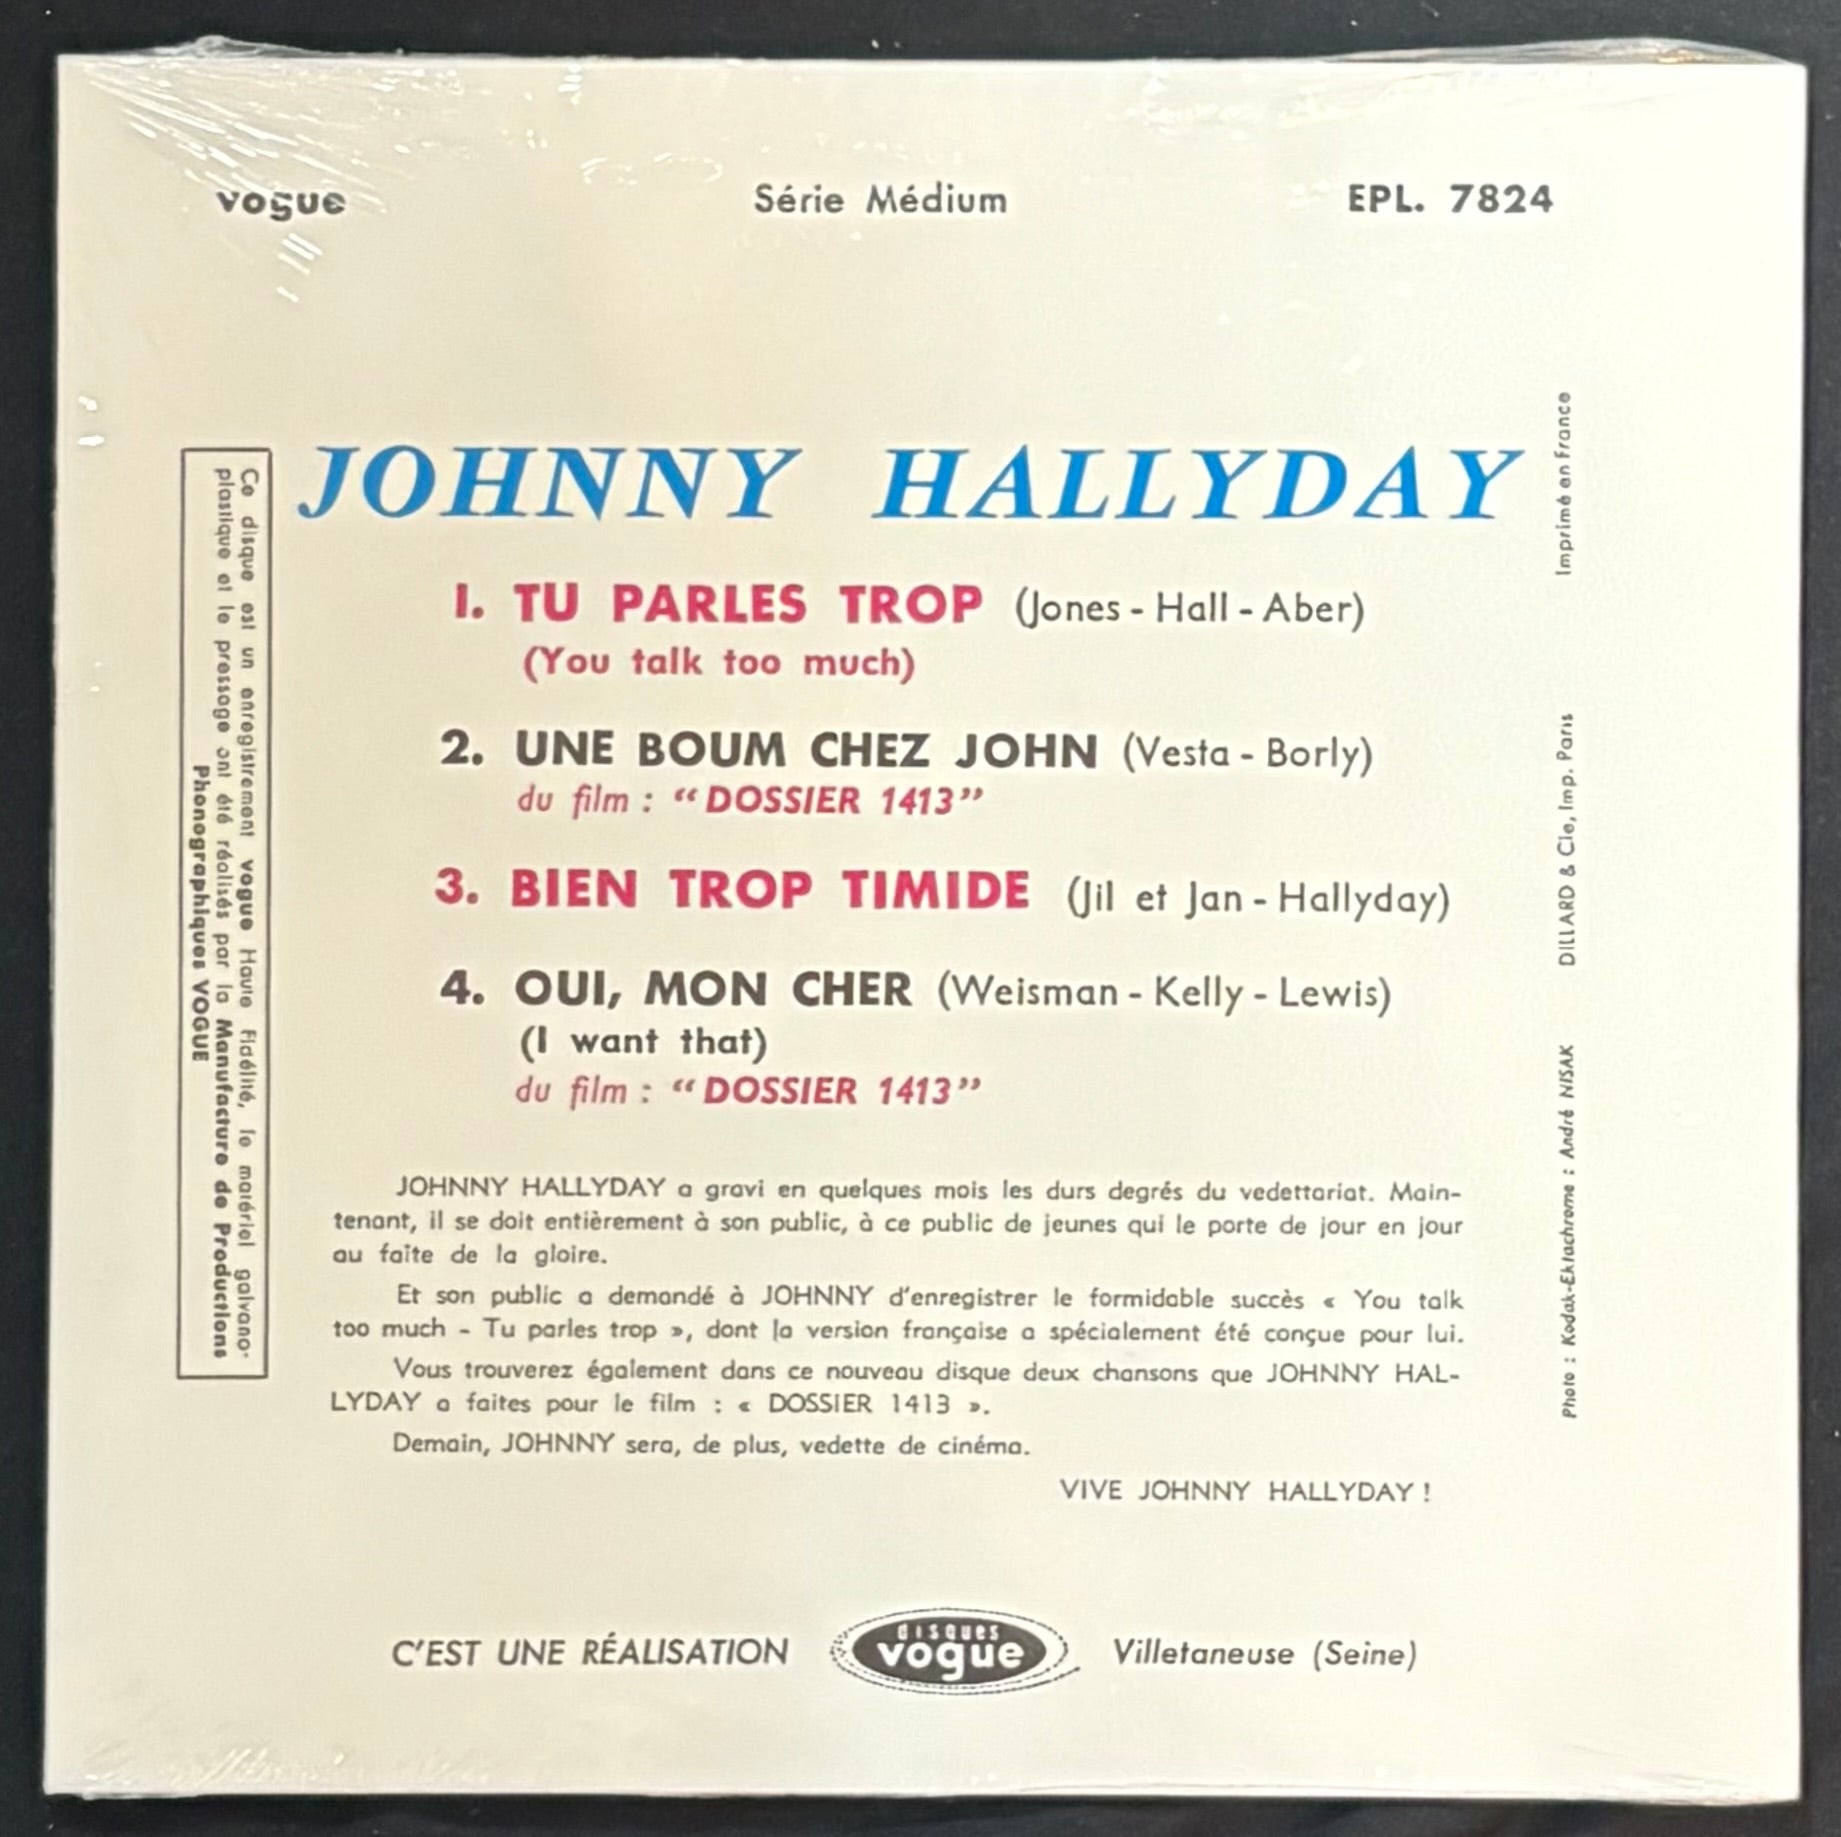 vogue
Série Médium
EPL. 7824
JOHNNY HALLYDAY
1. TU PARLES TROP (Jones - Hall - Aber)
(You talk too much)
2. UNE BOUM CHEZ JOHN (Vesta - Borly)
du film : “ DOSSIER 1413 ”
3. BIEN TROP TIMIDE (Jil et Jan - Hallyday)
4. OUI, MON CHER (Weisman - Kelly - Lewis)
(I want that)
du film : “ DOSSIER 1413 ”
JOHNNY HALLYDAY a gravi en quelques mois les durs degrés du vedettariat. Main-
tenant, il se doit entièrement à son public, à ce public de jeunes qui le porte de jour en jour
au faîte de la gloire.
Et son public a demandé à JOHNNY d'enregistrer le formidable succès « You talk
too much - Tu parles trop », dont la version française a spécialement été conçue pour lui.
Vous trouverez également dans ce nouveau disque deux chansons que JOHNNY HAL-
LYDAY a faites pour le film : « DOSSIER 1413 ».
Demain, JOHNNY sera, de plus, vedette de cinéma.
VIVE JOHNNY HALLYDAY !
C'EST UNE RÉALISATION
disques
vogue
Villetaneuse (Seine)
Ce disque est un enregistrement vogue Haute Fidélité, le matériel galvano-
plastique et le pressage ont été réalisés par la Manufacture de Productions
Phonographiques VOGUE
Photo : Kodak-Ektachrome : André NISAK
DILLARD & Cie, Imp. Paris
Imprimé en France